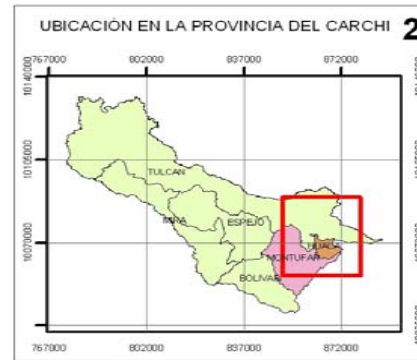 UBICACIÓN EN LA PROVINCIA DEL CARCHI 2
767000 802000 837000 872000
10140000
10105000
10070000
TULCAN
MIRA
ESPEJO
MONTUFAR
BOLIVAR
767000 802000 837000 872000